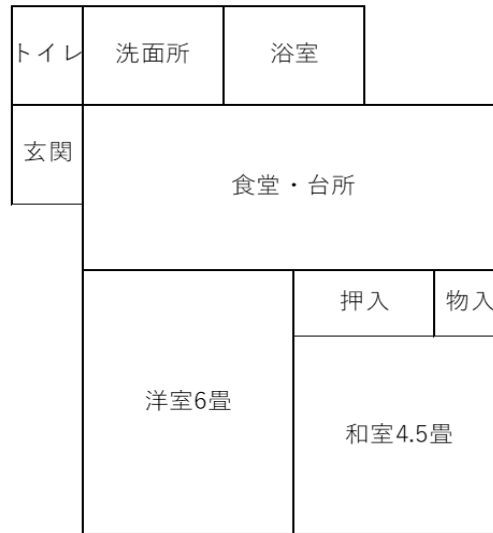 トイレ
洗面所
浴室
玄関
食堂・台所
押入
物入
洋室6畳
和室4.5畳